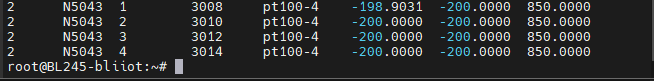 2 N5043 1 3008 pt100-4 -198.9031 -200.0000 850.0000
2 N5043 2 3010 pt100-4 -200.0000 -200.0000 850.0000
2 N5043 3 3012 pt100-4 -200.0000 -200.0000 850.0000
2 N5043 4 3014 pt100-4 -200.0000 -200.0000 850.0000
root@BL245-bliiot:~#